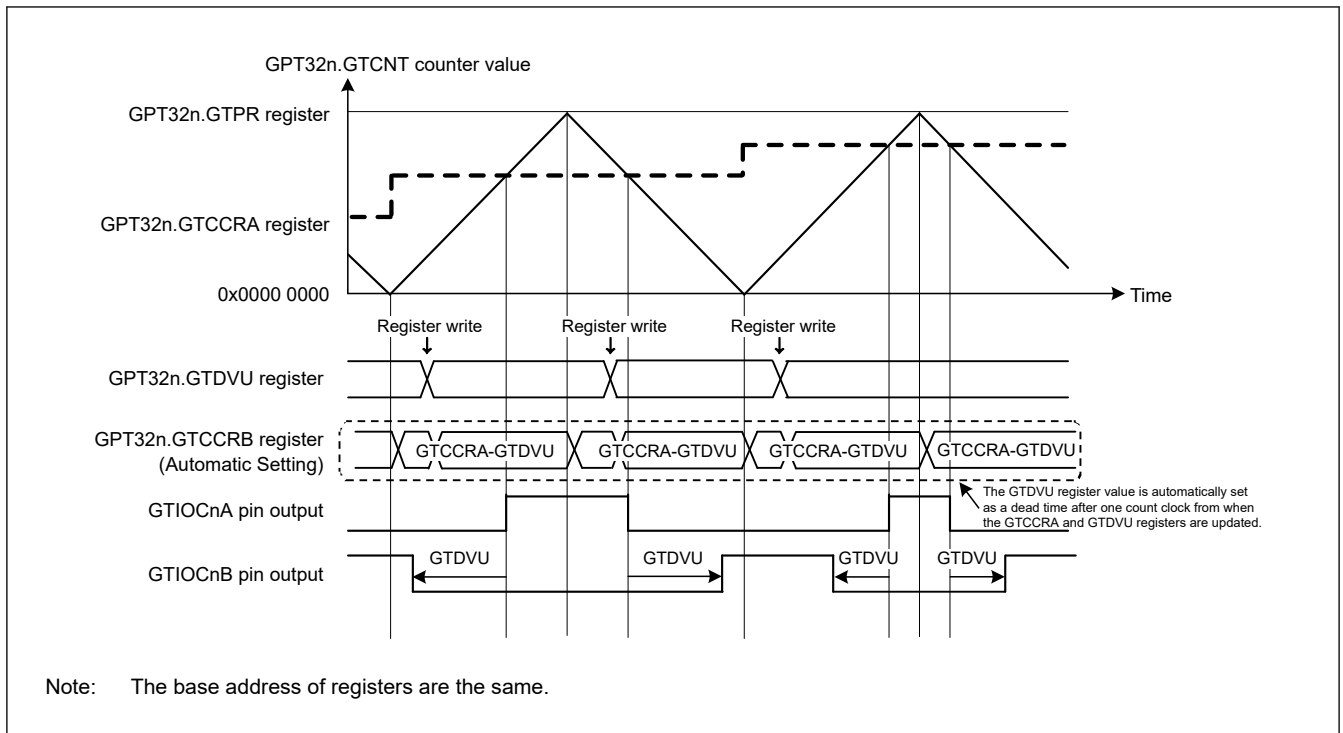 GPT32n.GTCNT counter value
GPT32n.GTPR register
GPT32n.GTCCRA register
0x0000 0000
Time
Register write
Register write
Register write
GPT32n.GTDVU register
GPT32n.GTCCRB register
(Automatic Setting)
GTCCRA-GTDVU
GTCCRA-GTDVU
GTCCRA-GTDVU
GTCCRA-GTDVU
The GTDVU register value is automatically set
as a dead time after one count clock from when
the GTCCRA and GTDVU registers are updated.
GTIOCnA pin output
GTIOCnB pin output
GTDVU
GTDVU
GTDVU
GTDVU
Note: The base address of registers are the same.